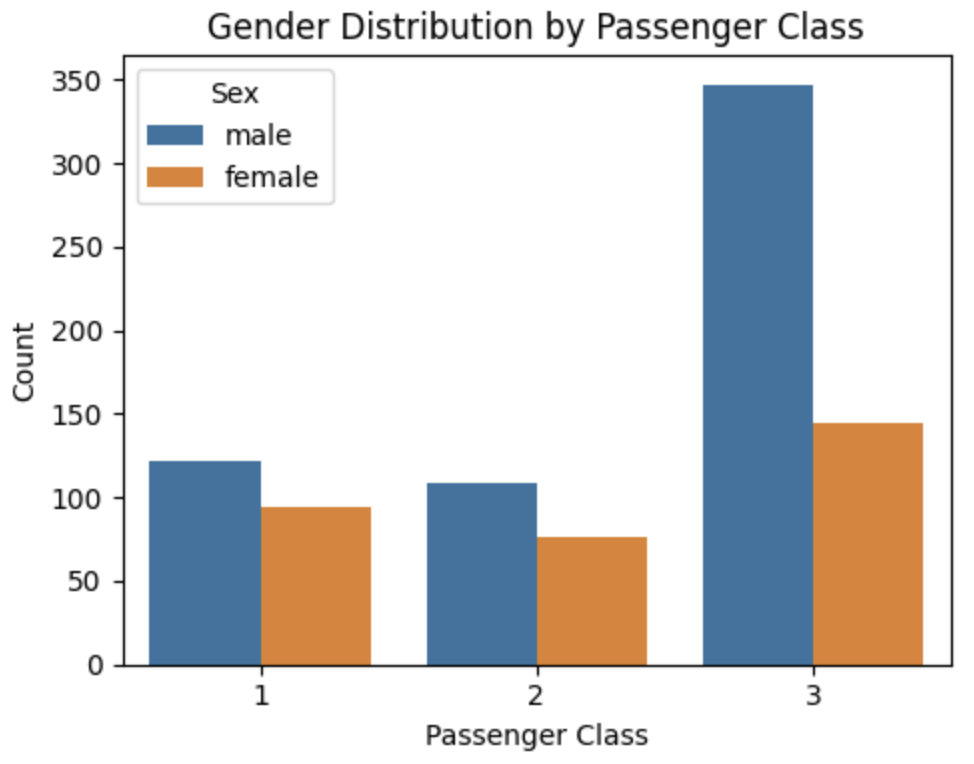 Gender Distribution by Passenger Class
Sex
male
female
350
300
250
200
150
100
50
0
Count
1 2 3
Passenger Class